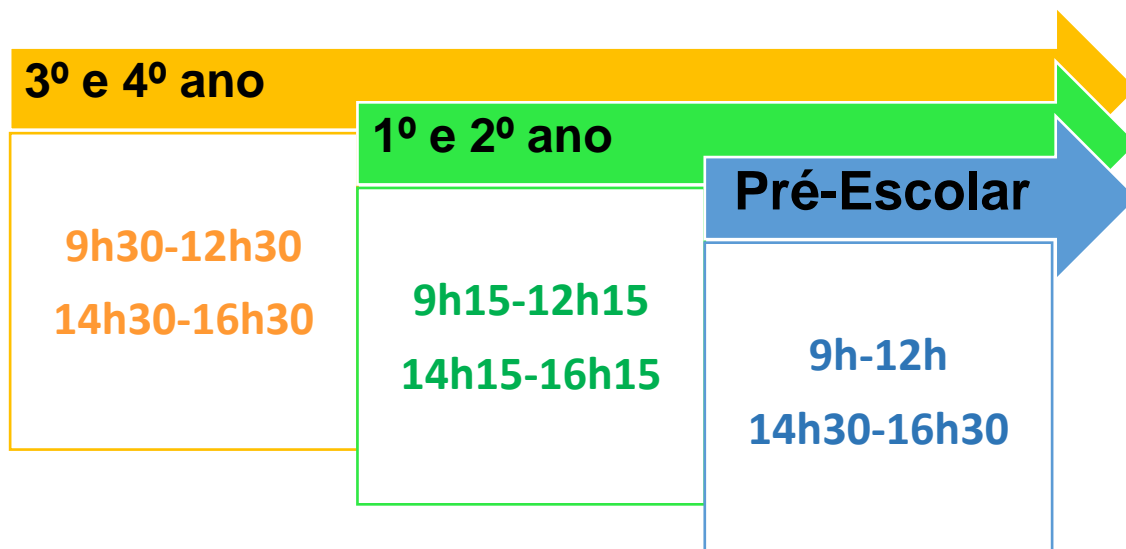 3º e 4º ano
9h30-12h30
14h30-16h30
1º e 2º ano
9h15-12h15
14h15-16h15
Pré-Escolar
9h-12h
14h30-16h30